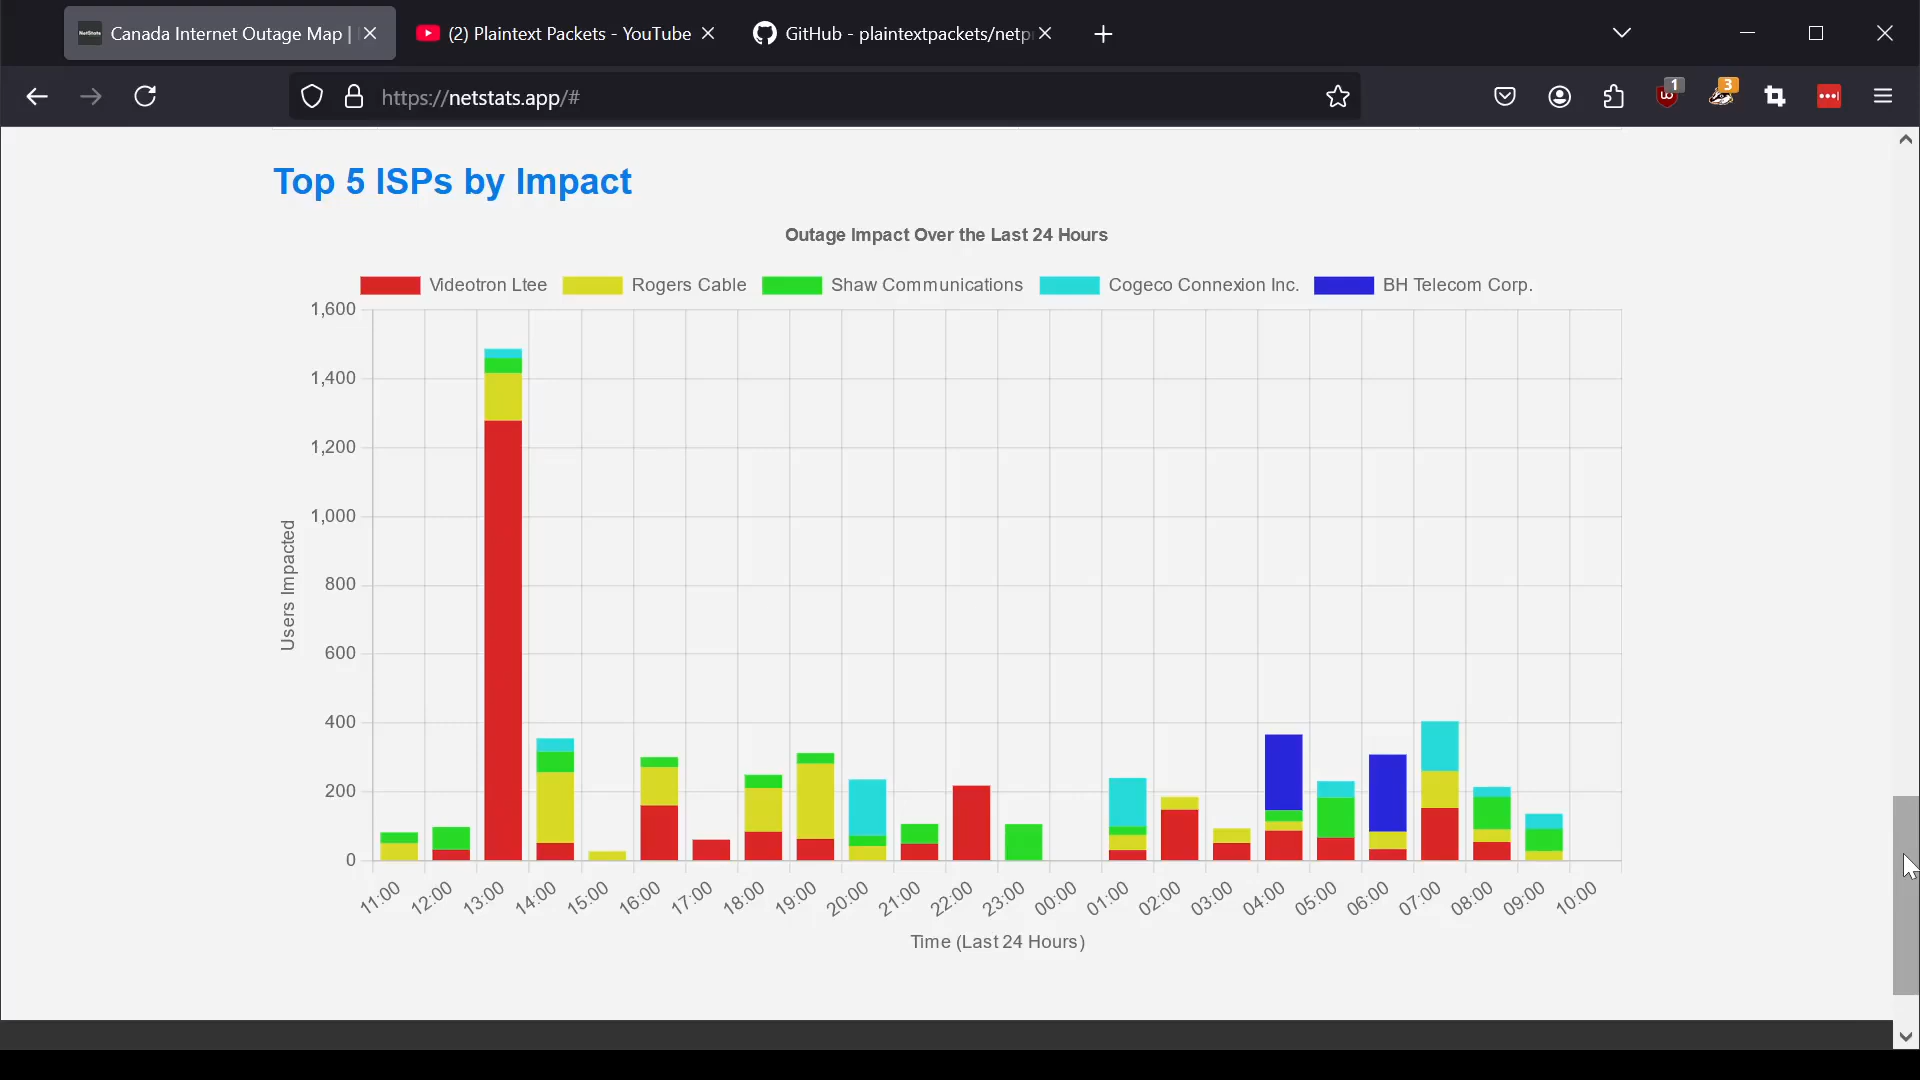 NetStats
Canada Internet Outage Map |
(2) Plaintext Packets - YouTube
GitHub - plaintextpackets/netpr
https://netstats.app/#
1
3
Top 5 ISPs by Impact
Outage Impact Over the Last 24 Hours
Videotron Ltee Rogers Cable Shaw Communications Cogeco Connexion Inc. BH Telecom Corp.
1,600
1,400
1,200
1,000
800
600
400
200
0
Users Impacted
11:00 12:00 13:00 14:00 15:00 16:00 17:00 18:00 19:00 20:00 21:00 22:00 23:00 00:00 01:00 02:00 03:00 04:00 05:00 06:00 07:00 08:00 09:00 10:00
Time (Last 24 Hours)